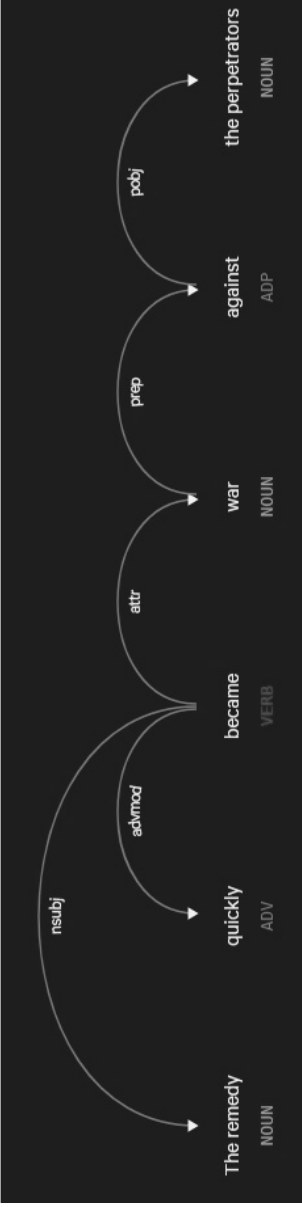 nsubj
advmod attr prep pobj
The remedy quickly became war against the perpetrators
NOUN ADV VERB NOUN ADP NOUN